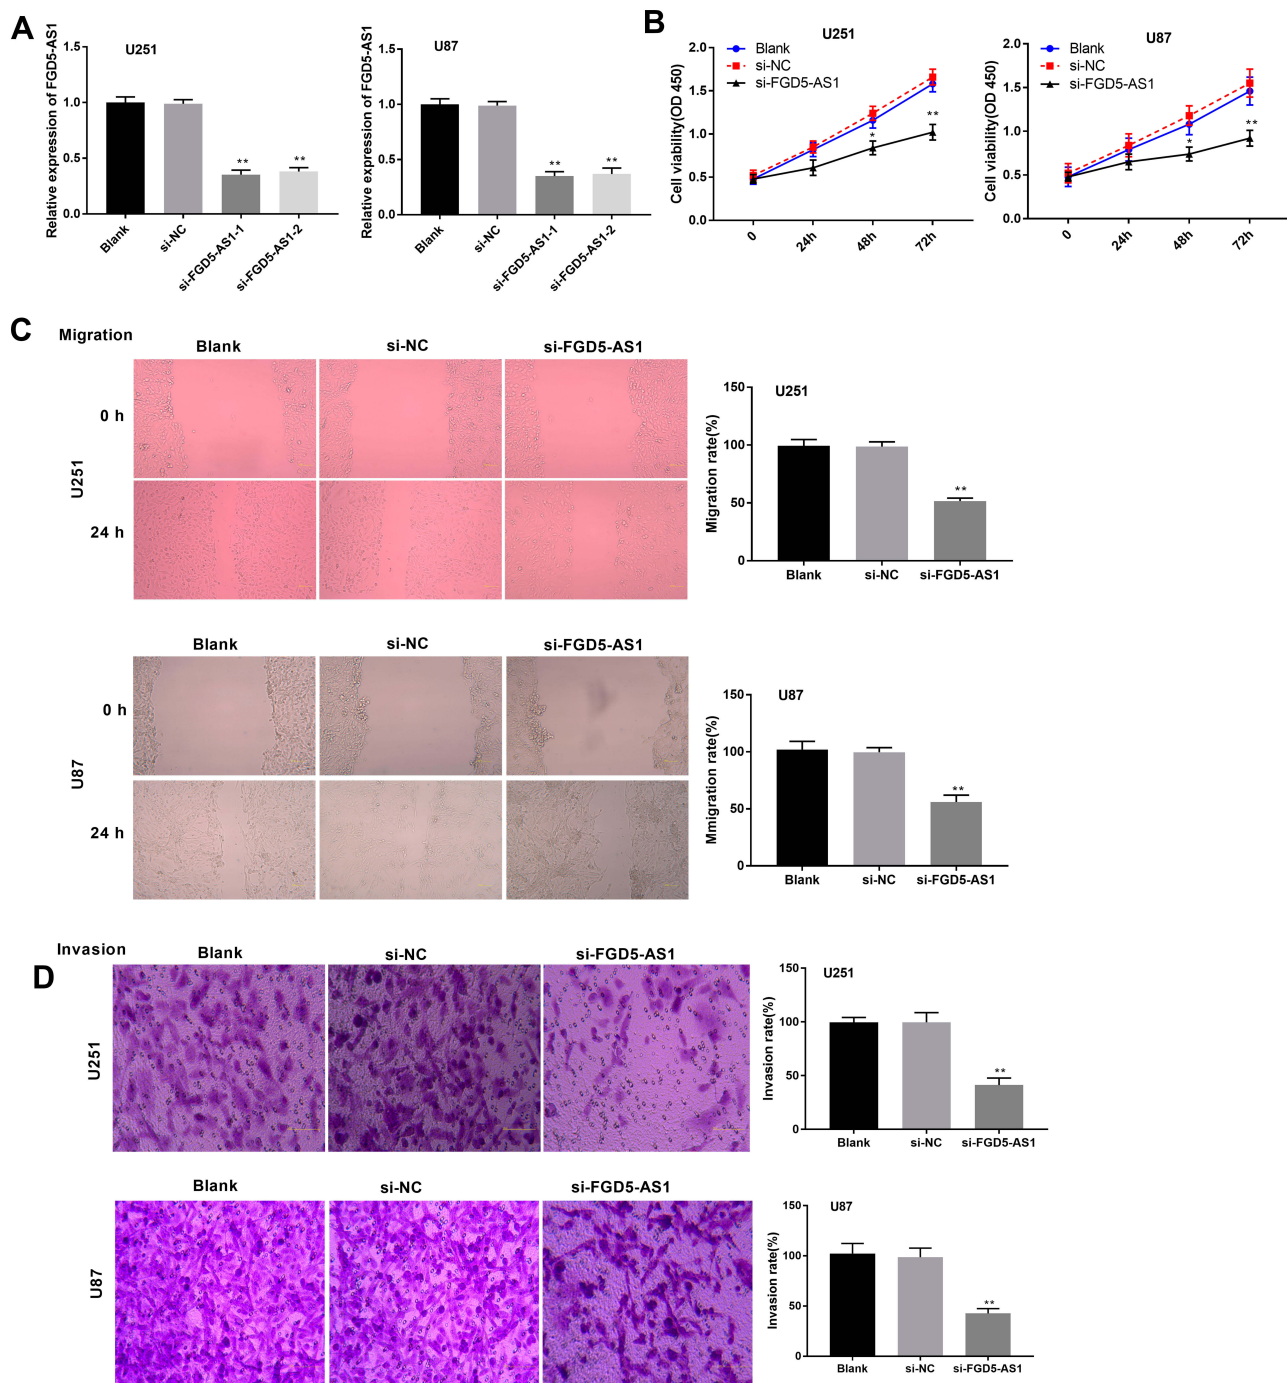 A
Relative expression of FGD5-AS1
U251
1.5
1.0
0.5
0.0
**
**
Blank
si-NC
si-FGD5-AS1-1
si-FGD5-AS1-2
Relative expression of FGD5-AS1
U87
1.5
1.0
0.5
0.0
**
**
Blank
si-NC
si-FGD5-AS1-1
si-FGD5-AS1-2
B
U251
Cell viability(OD 450)
2.0
1.5
1.0
0.5
0.0
Blank
si-NC
si-FGD5-AS1
*
**
0
24h
48h
72h
U87
Cell viability(OD 450)
2.0
1.5
1.0
0.5
0.0
Blank
si-NC
si-FGD5-AS1
*
**
0
24h
48h
72h
C
Migration
Blank
si-NC
si-FGD5-AS1
U251
0 h
24 h
Migration rate(%)
150
100
50
0
U251
**
Blank
si-NC
si-FGD5-AS1
Blank
si-NC
si-FGD5-AS1
U87
0 h
24 h
Mmigration rate(%)
150
100
50
0
U87
**
Blank
si-NC
si-FGD5-AS1
D
Invasion
Blank
si-NC
si-FGD5-AS1
U251
Invasion rate(%)
150
100
50
0
U251
**
Blank
si-NC
si-FGD5-AS1
Blank
si-NC
si-FGD5-AS1
U87
Invasion rate(%)
150
100
50
0
U87
**
Blank
si-NC
si-FGD5-AS1